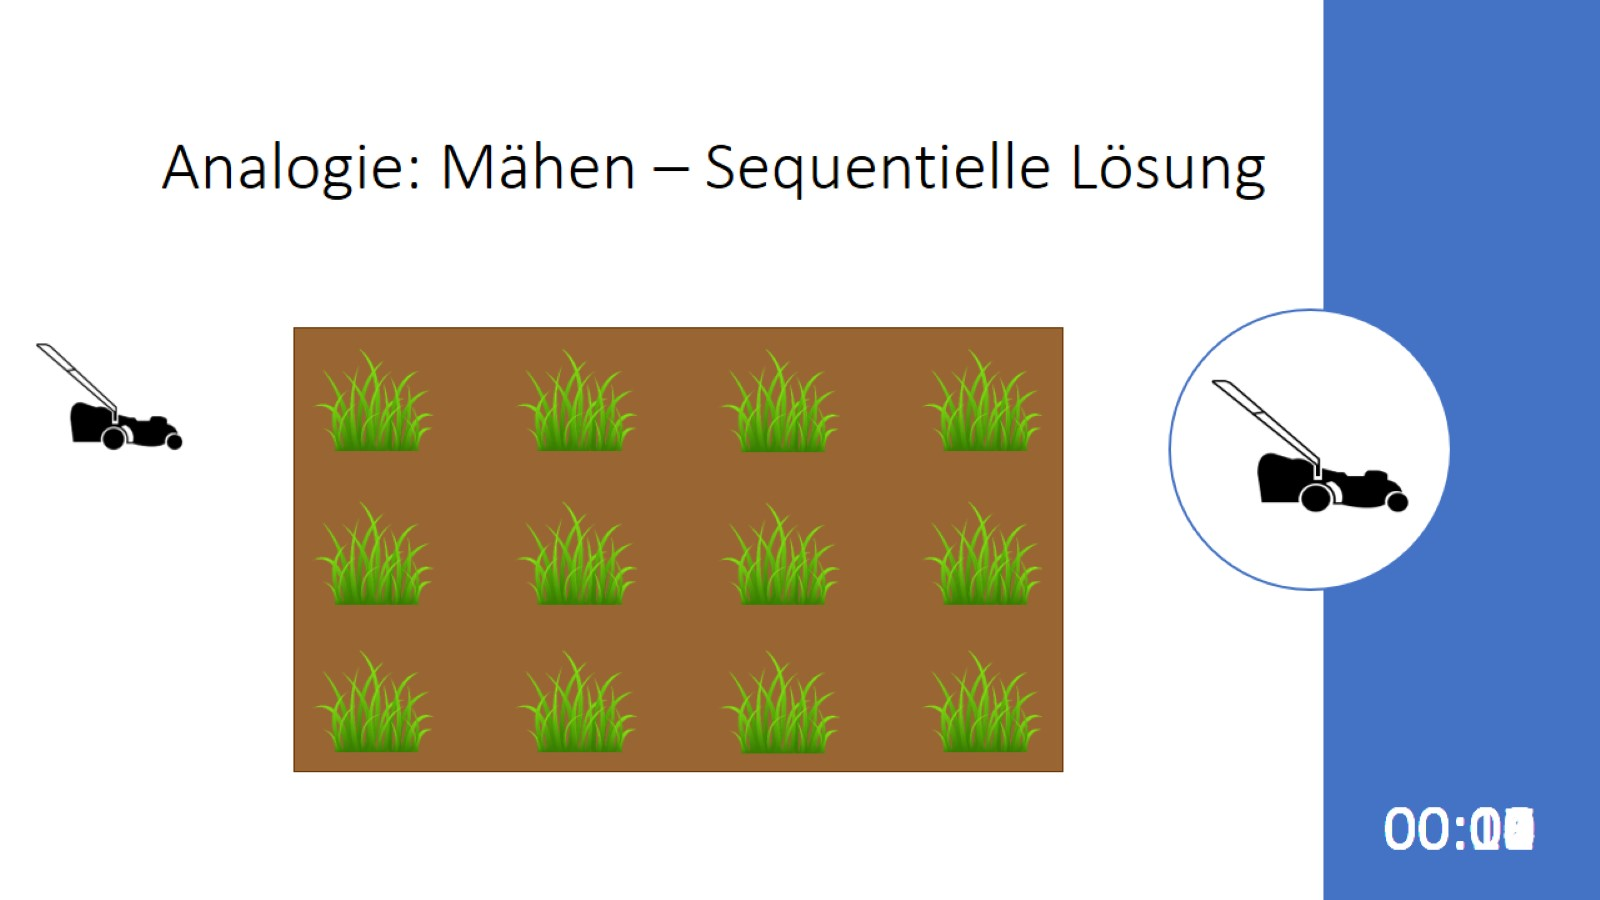 Analogie: Mähen – Sequentielle Lösung